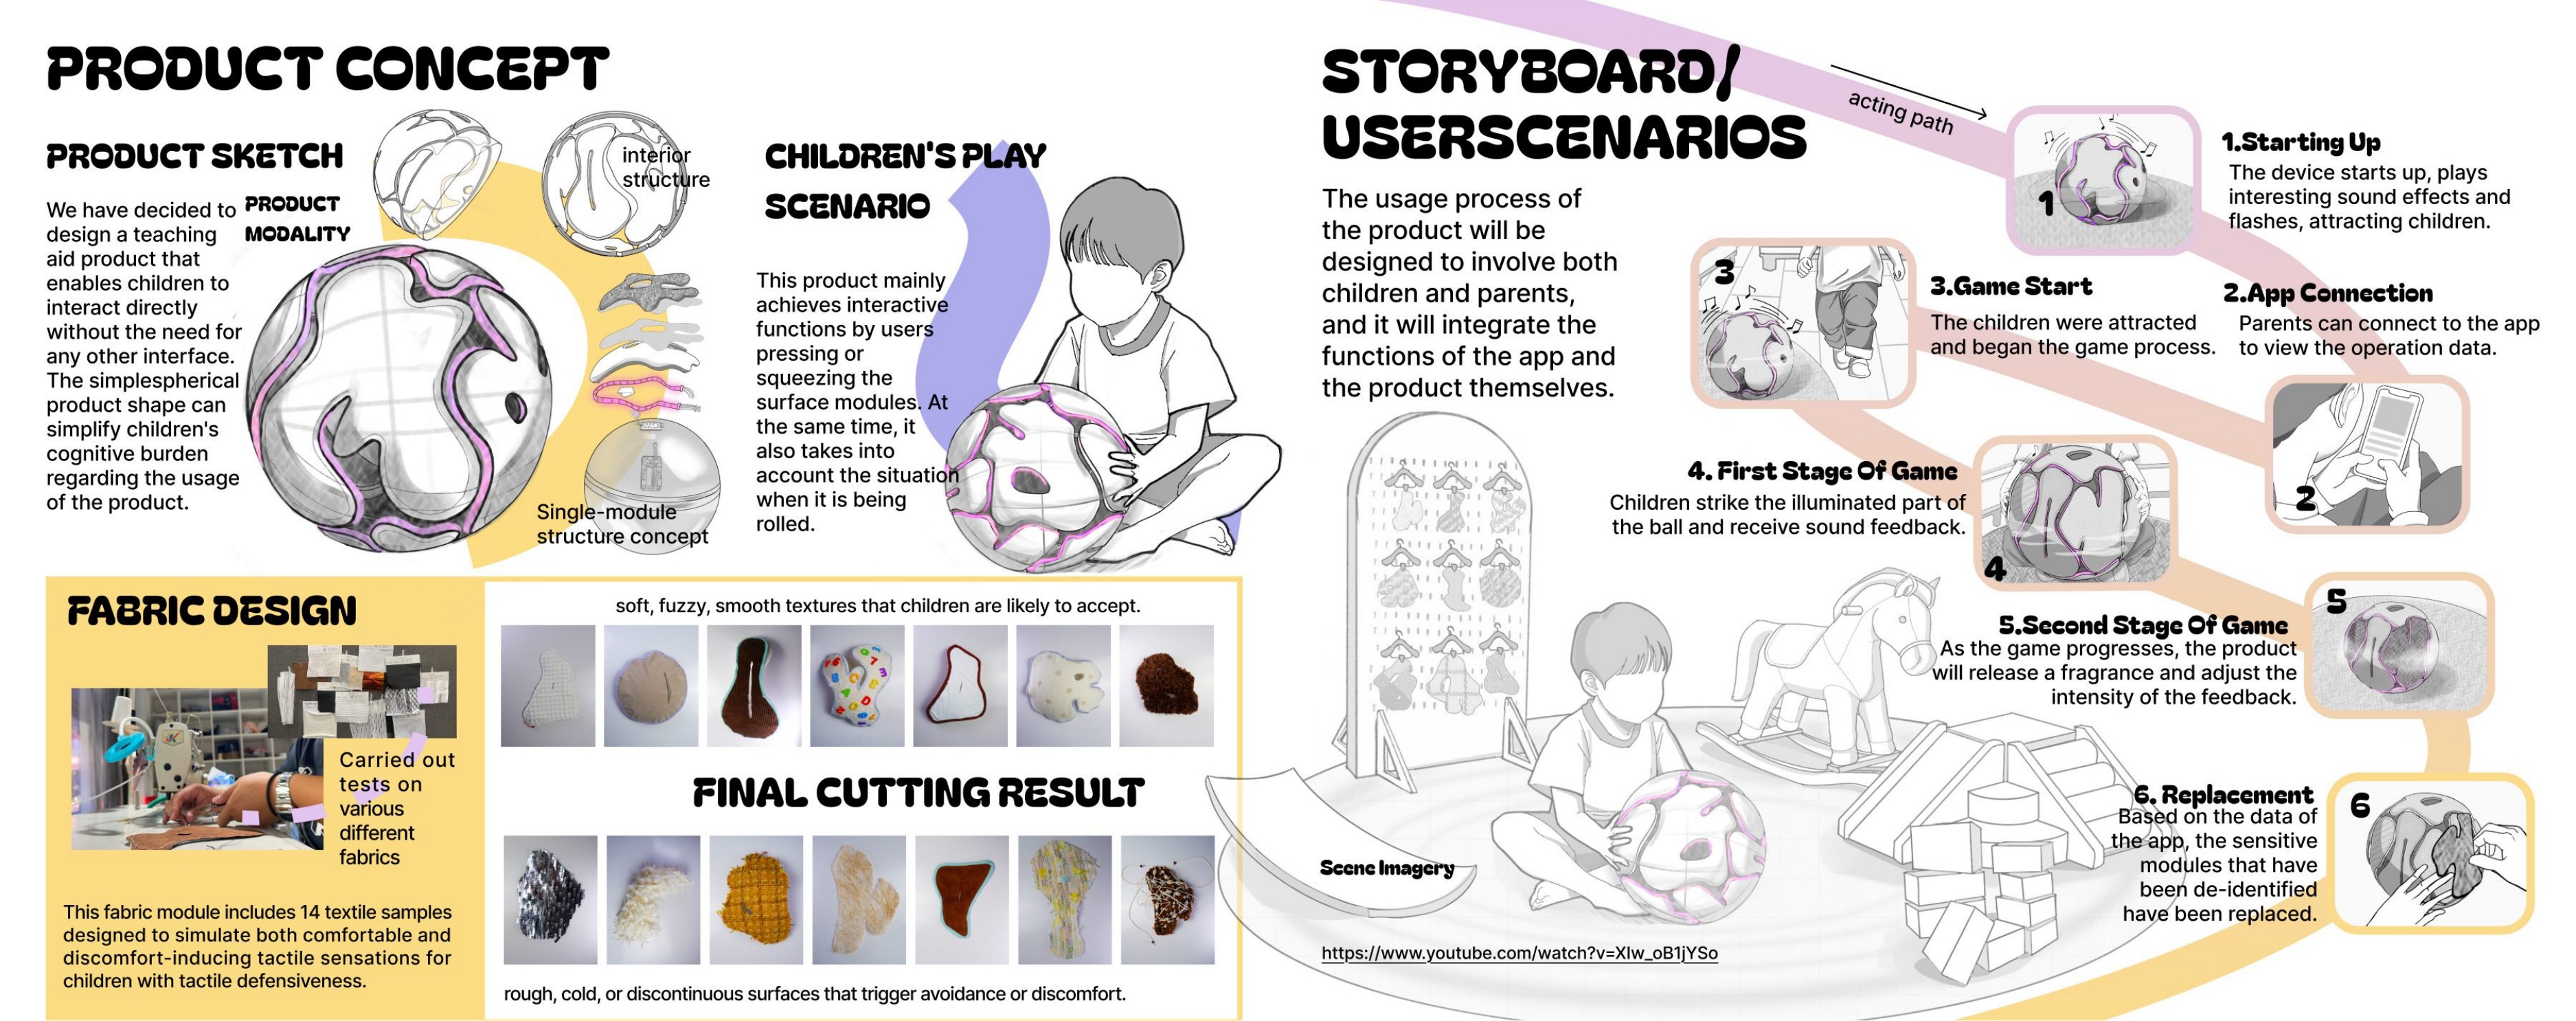 PRODUCT CONCEPT
PRODUCT SKETCH
We have decided to
design a teaching
aid product that
enables children to
interact directly
without the need for
any other interface.
The simplespherical
product shape can
simplify children's
cognitive burden
regarding the usage
of the product.
PRODUCT
MODALITY
interior
structure
Single-module
structure concept
CHILDREN'S PLAY
SCENARIO
This product mainly
achieves interactive
functions by users
pressing or
squeezing the
surface modules. At
the same time, it
also takes into
account the situation
when it is being
rolled.
FABRIC DESIGN
Carried out
tests on
various
different
fabrics
This fabric module includes 14 textile samples
designed to simulate both comfortable and
discomfort-inducing tactile sensations for
children with tactile defensiveness.
soft, fuzzy, smooth textures that children are likely to accept.
FINAL CUTTING RESULT
rough, cold, or discontinuous surfaces that trigger avoidance or discomfort.
STORYBOARD/
USERSCENARIOS
The usage process of
the product will be
designed to involve both
children and parents,
and it will integrate the
functions of the app and
the product themselves.
acting path
1
1.Starting Up
The device starts up, plays
interesting sound effects and
flashes, attracting children.
2.App Connection
Parents can connect to the app
to view the operation data.
2
3
3.Game Start
The children were attracted
and began the game process.
4. First Stage Of Game
Children strike the illuminated part of
the ball and receive sound feedback.
4
5
5.Second Stage Of Game
As the game progresses, the product
will release a fragrance and adjust the
intensity of the feedback.
6. Replacement
Based on the data of
the app, the sensitive
modules that have
been de-identified
have been replaced.
6
Scene Imagery
https://www.youtube.com/watch?v=XIw_oB1jYSo